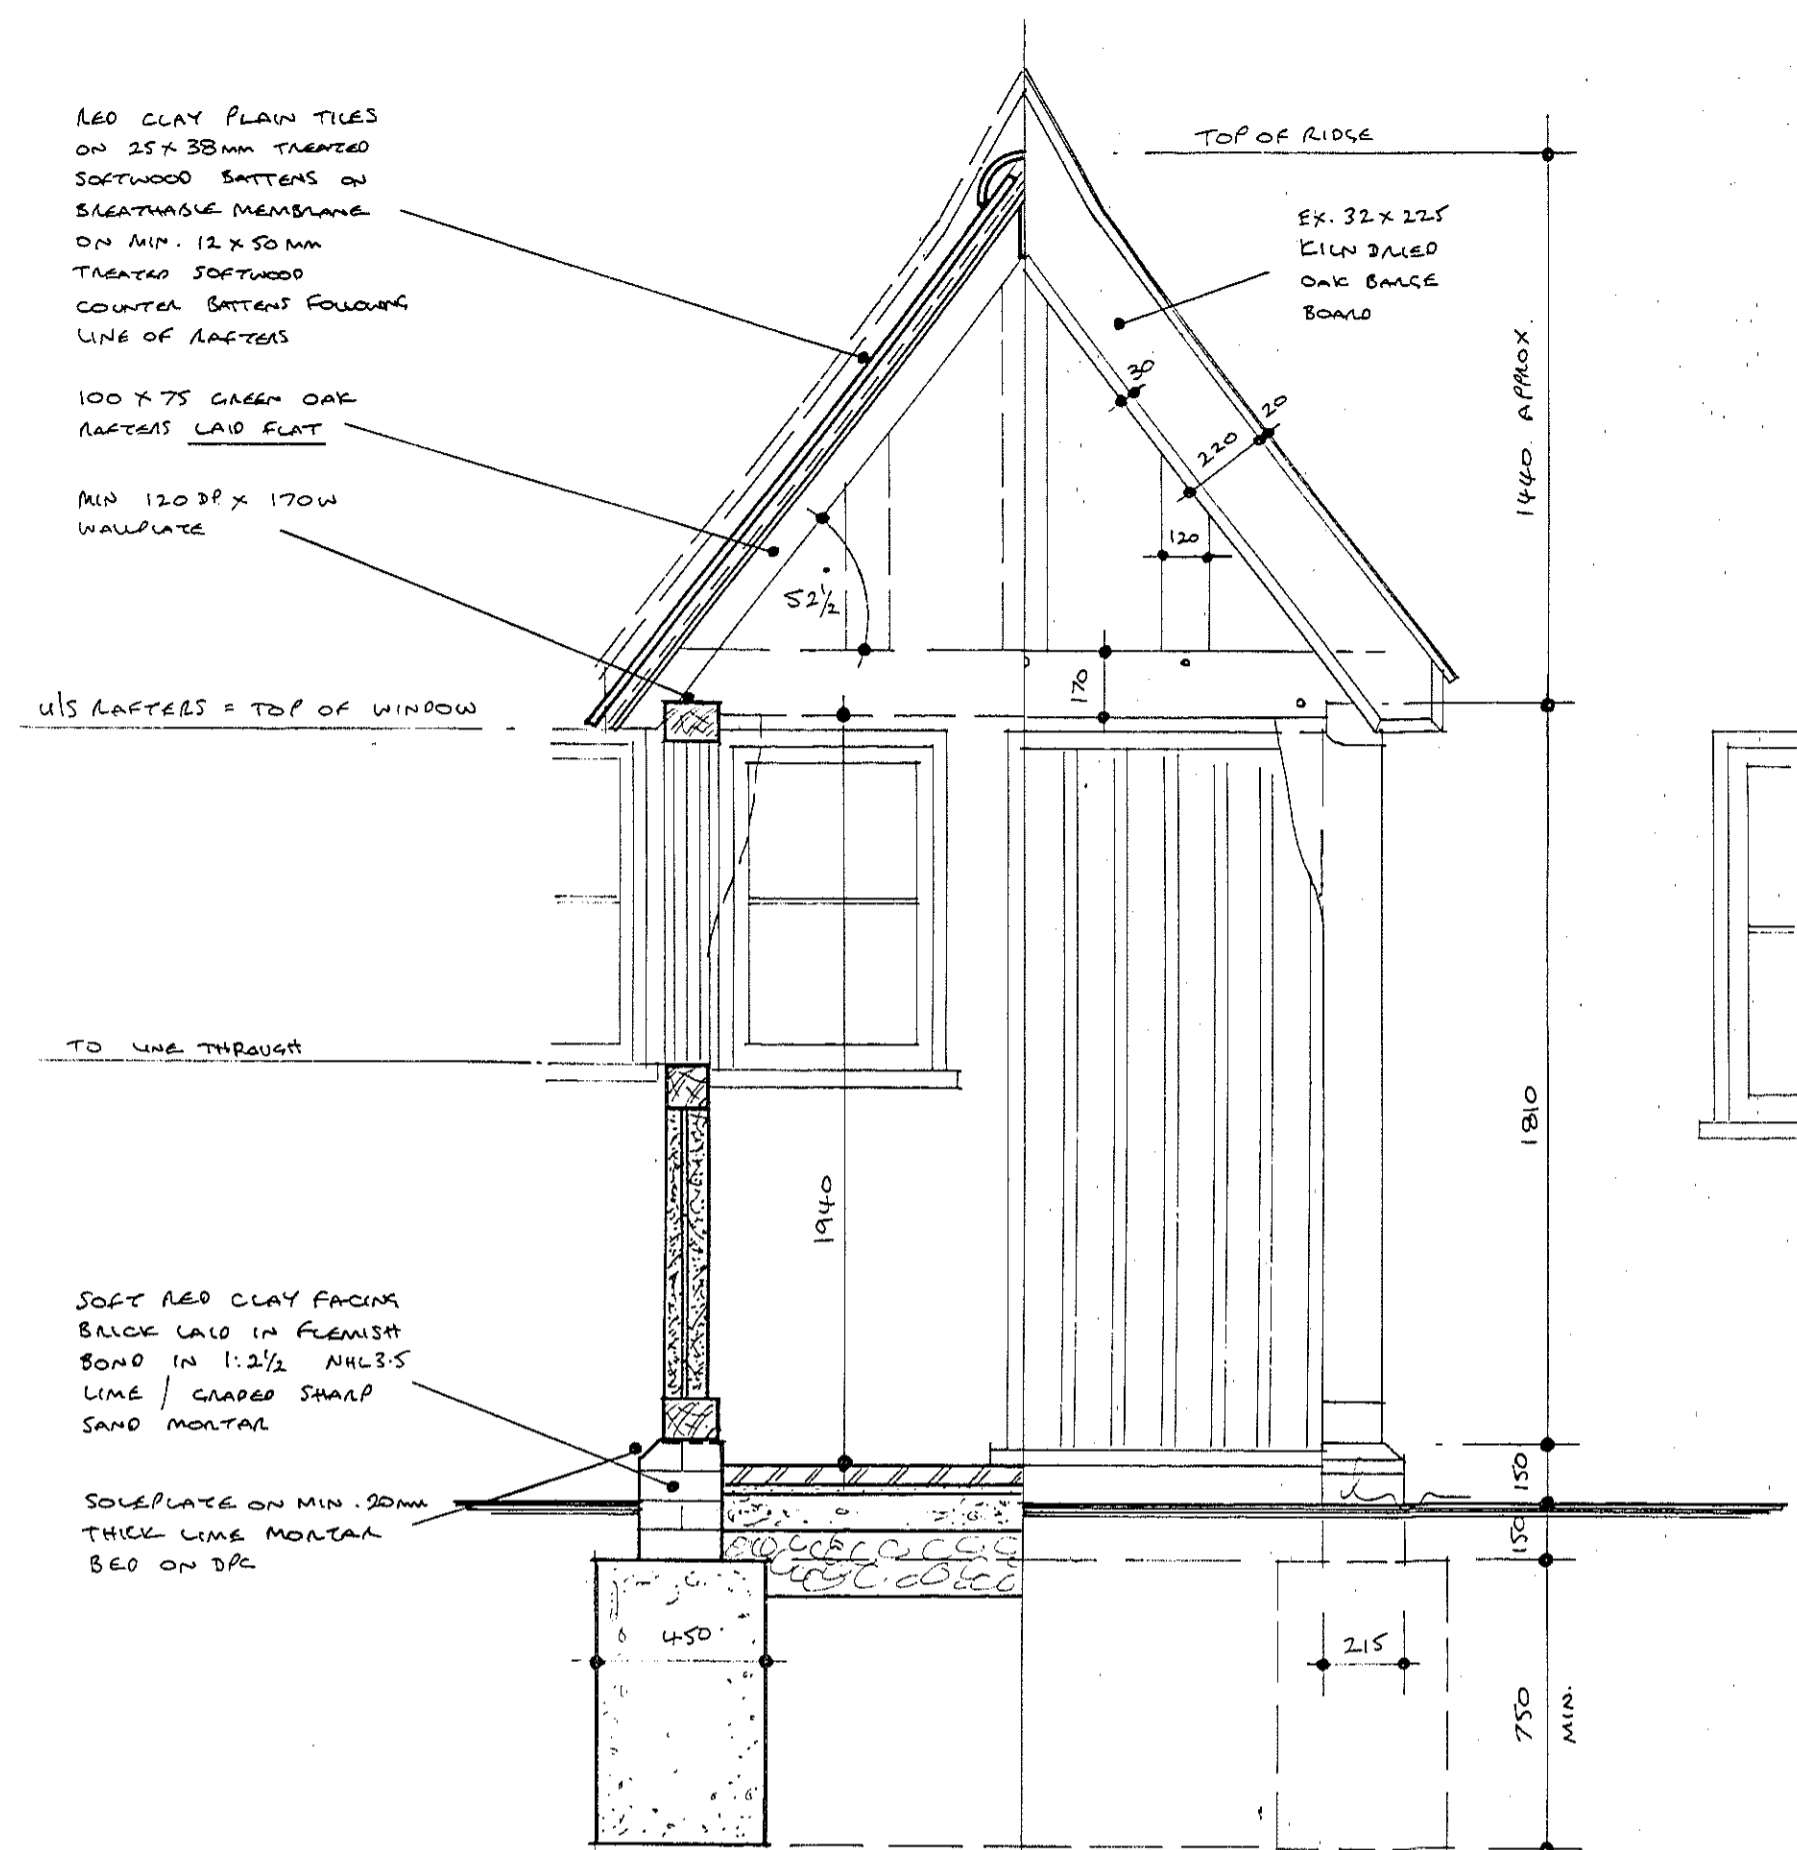 RED CLAY PLAIN TILES
ON 25 X 38MM TREATED
SOFTWOOD BATTENS ON
BREATHABLE MEMBRANE
ON MIN. 12 X 50MM
TREATED SOFTWOOD
COUNTER BATTENS FOLLOWING
LINE OF RAFTERS
100 X 75 GREEN OAK
RAFTERS LAID FLAT
MIN 120 DP. X 170W
WALLPLATE
U/S RAFTERS = TOP OF WINDOW
TO LINE THROUGH
SOFT RED CLAY FACING
BRICK LAID IN FLEMISH
BOND IN 1:2½ NHL3.5
LIME / GRADED SHARP
SAND MORTAR
SOLEPLATE ON MIN. 20MM
THICK LIME MORTAR
BED ON DPC
TOP OF RIDGE
EX. 32 X 225
KILN DRIED
OAK BARGE
BOARD
30
20
220
120
52½°
170
1440 APPROX.
1940
1810
150
150
450
215
750
MIN.